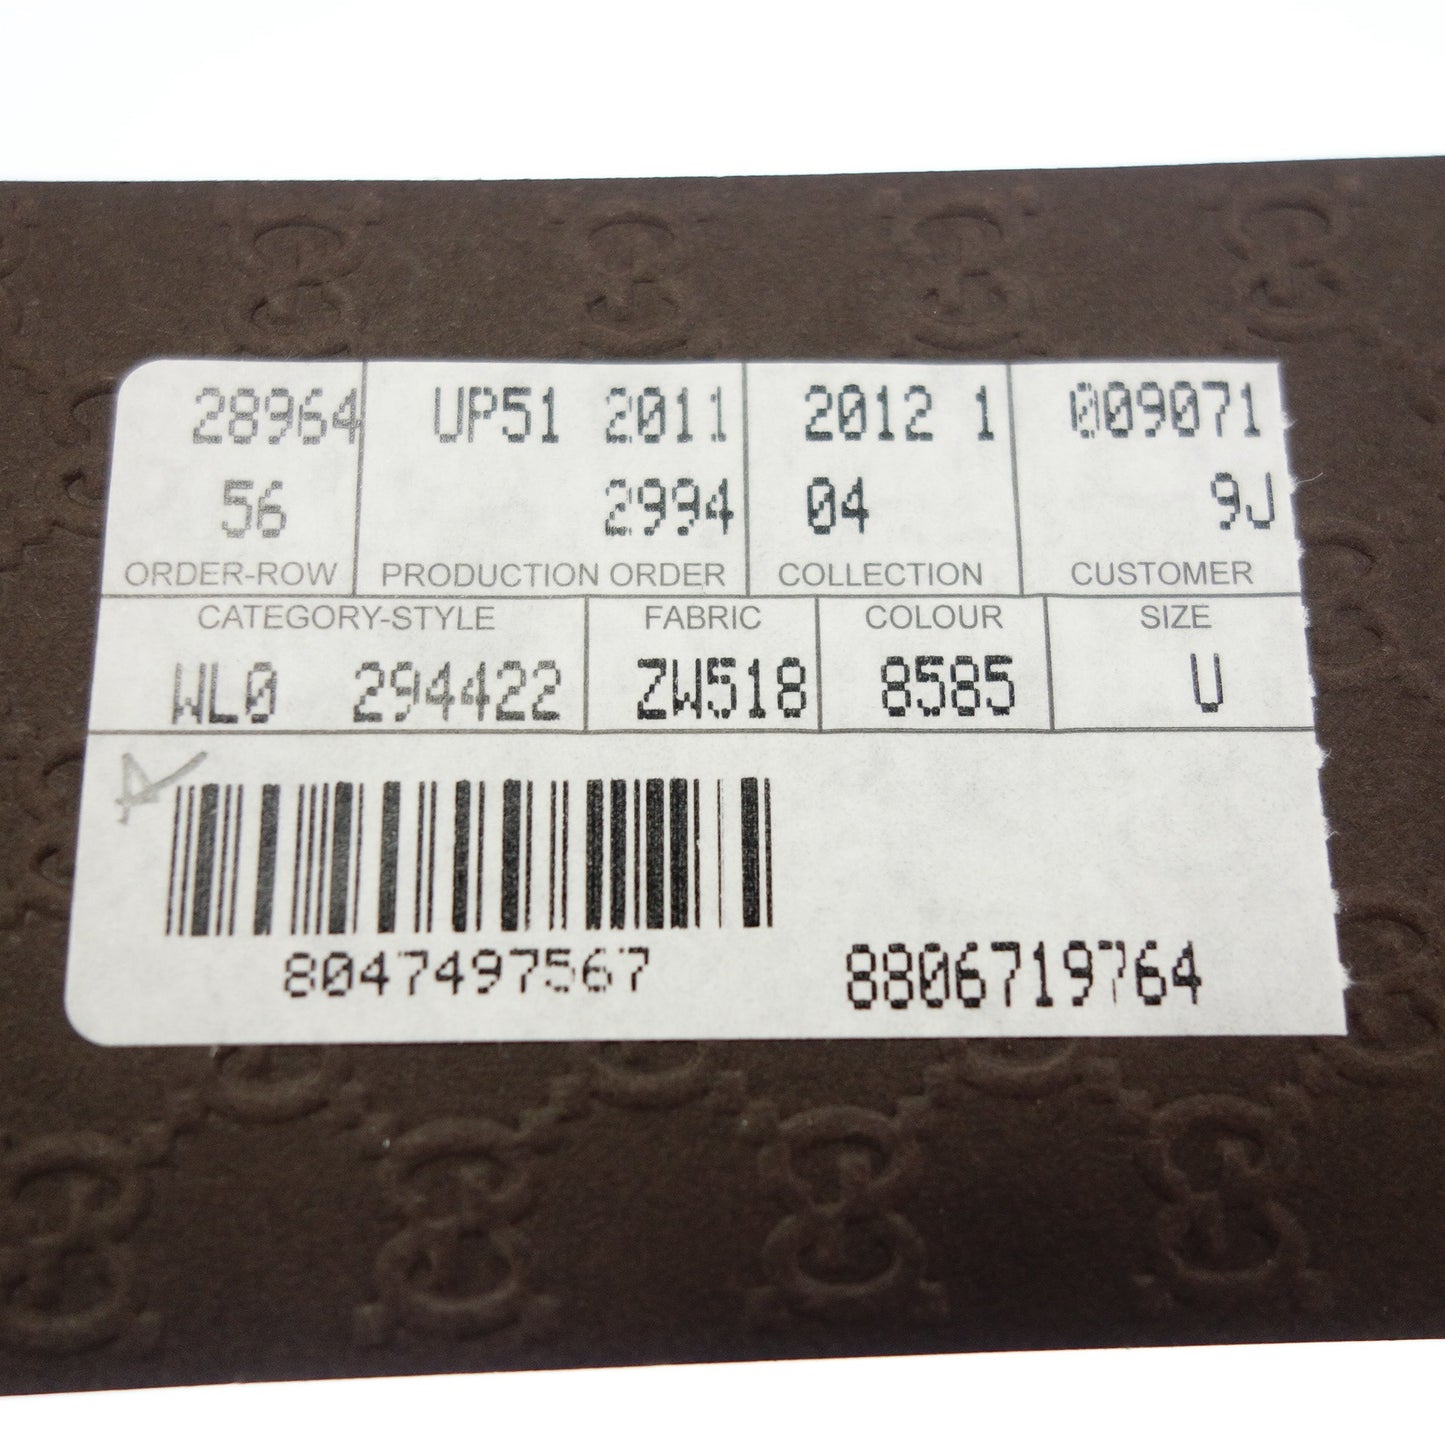 28964 UP51 2011 2012 1 009071
56 2994 04 9J
ORDER-ROW PRODUCTION ORDER COLLECTION CUSTOMER
CATEGORY-STYLE FABRIC COLOUR SIZE
WL0 294422 ZW518 8585 U
8047497567 8806719764